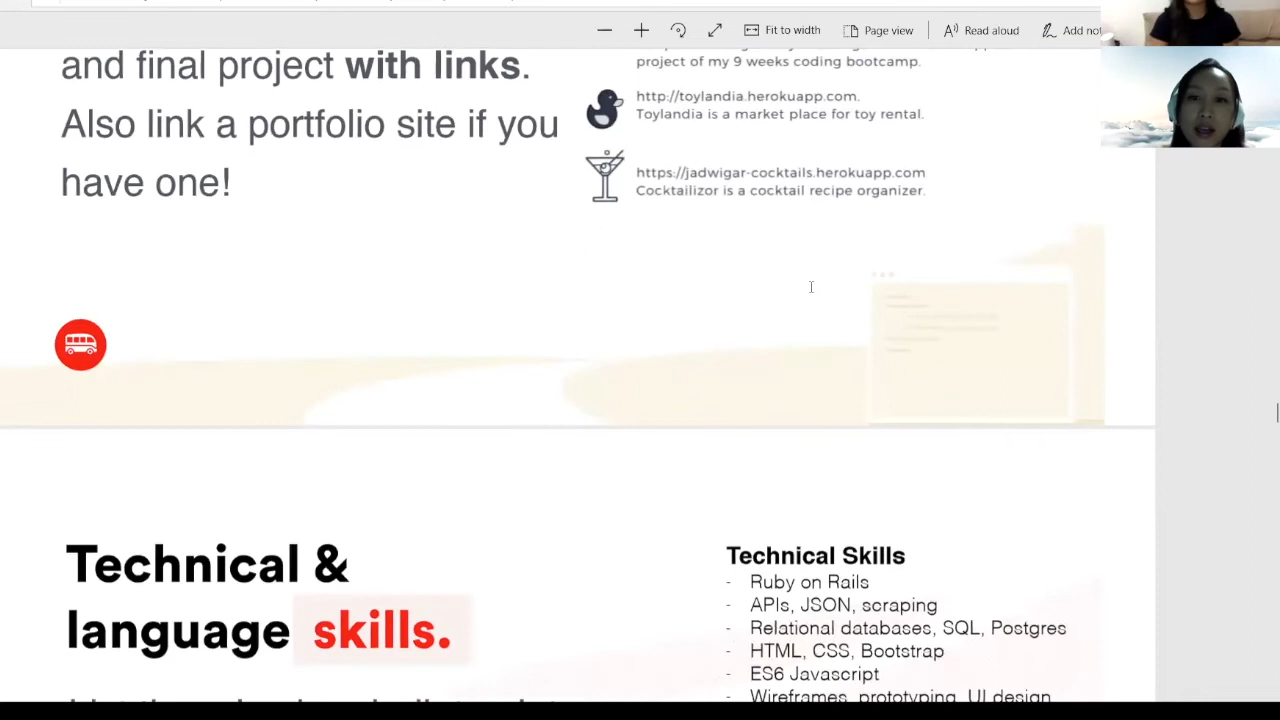 Fit to width
Page view
Read aloud
Add not
and final project with links.
Also link a portfolio site if you
have one!
project of my 9 weeks coding bootcamp.
http://toylandia.herokuapp.com.
Toylandia is a market place for toy rental.
https://jadwigar-cocktails.herokuapp.com
Cocktailizor is a cocktail recipe organizer.
Technical &
language skills.
Technical Skills
- Ruby on Rails
- APIs, JSON, scraping
- Relational databases, SQL, Postgres
- HTML, CSS, Bootstrap
- ES6 Javascript
- Wireframes, prototyping, UI design